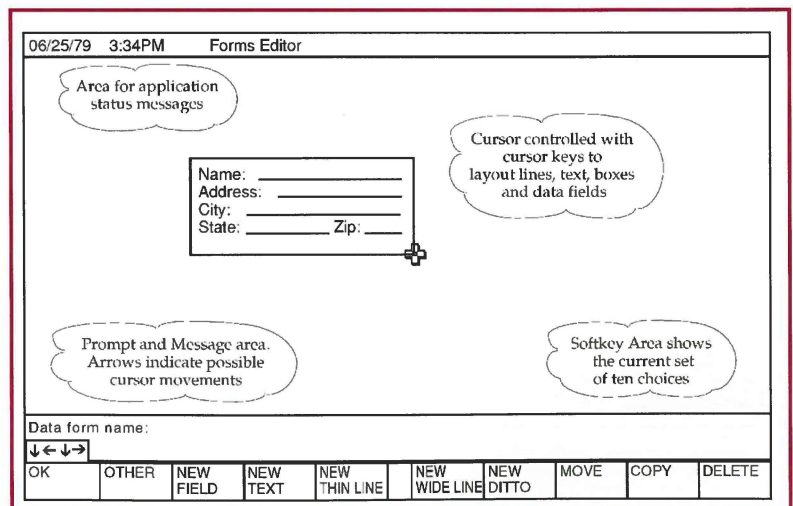 06/25/79 3:34PM Forms Editor
Area for application
status messages
Cursor controlled with
cursor keys to
layout lines, text, boxes
and data fields
Name:
Address:
City:
State: Zip:
Prompt and Message area.
Arrows indicate possible
cursor movements
Softkey Area shows
the current set
of ten choices
Data form name:
↓←↓→
OK OTHER NEW FIELD NEW TEXT NEW THIN LINE NEW WIDE LINE NEW DITTO MOVE COPY DELETE